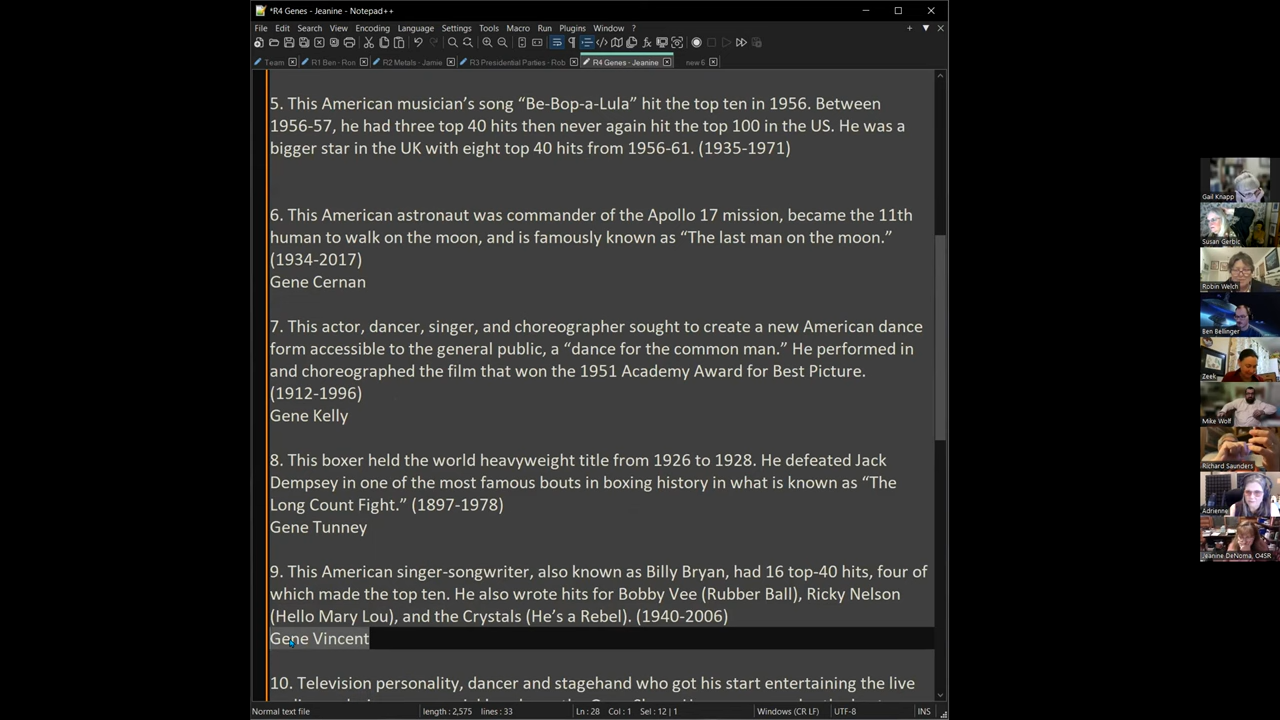 *R4 Genes - Jeanine - Notepad++
File Edit Search View Encoding Language Settings Tools Macro Run Plugins Window ?
Team R1 Ben - Ron R2 Metals - Jamie R3 Presidential Parties - Rob R4 Genes - Jeanine new 6
5. This American musician’s song “Be-Bop-a-Lula” hit the top ten in 1956. Between
1956-57, he had three top 40 hits then never again hit the top 100 in the US. He was a
bigger star in the UK with eight top 40 hits from 1956-61. (1935-1971)
6. This American astronaut was commander of the Apollo 17 mission, became the 11th
human to walk on the moon, and is famously known as “The last man on the moon.”
(1934-2017)
Gene Cernan
7. This actor, dancer, singer, and choreographer sought to create a new American dance
form accessible to the general public, a “dance for the common man.” He performed in
and choreographed the film that won the 1951 Academy Award for Best Picture.
(1912-1996)
Gene Kelly
8. This boxer held the world heavyweight title from 1926 to 1928. He defeated Jack
Dempsey in one of the most famous bouts in boxing history in what is known as “The
Long Count Fight.” (1897-1978)
Gene Tunney
9. This American singer-songwriter, also known as Billy Bryan, had 16 top-40 hits, four of
which made the top ten. He also wrote hits for Bobby Vee (Rubber Ball), Ricky Nelson
(Hello Mary Lou), and the Crystals (He’s a Rebel). (1940-2006)
Gene Vincent
10. Television personality, dancer and stagehand who got his start entertaining the live
Normal text file length : 2,575 lines : 33 Ln : 28 Col : 1 Sel : 12 | 1 Windows (CR LF) UTF-8 INS
Gail Knapp
Susan Gerbic
Robin Welch
Ben Bellinger
Zeek
Mike Wolf
Richard Saunders
Adrienne
Jeanine DeNoma, O4SR